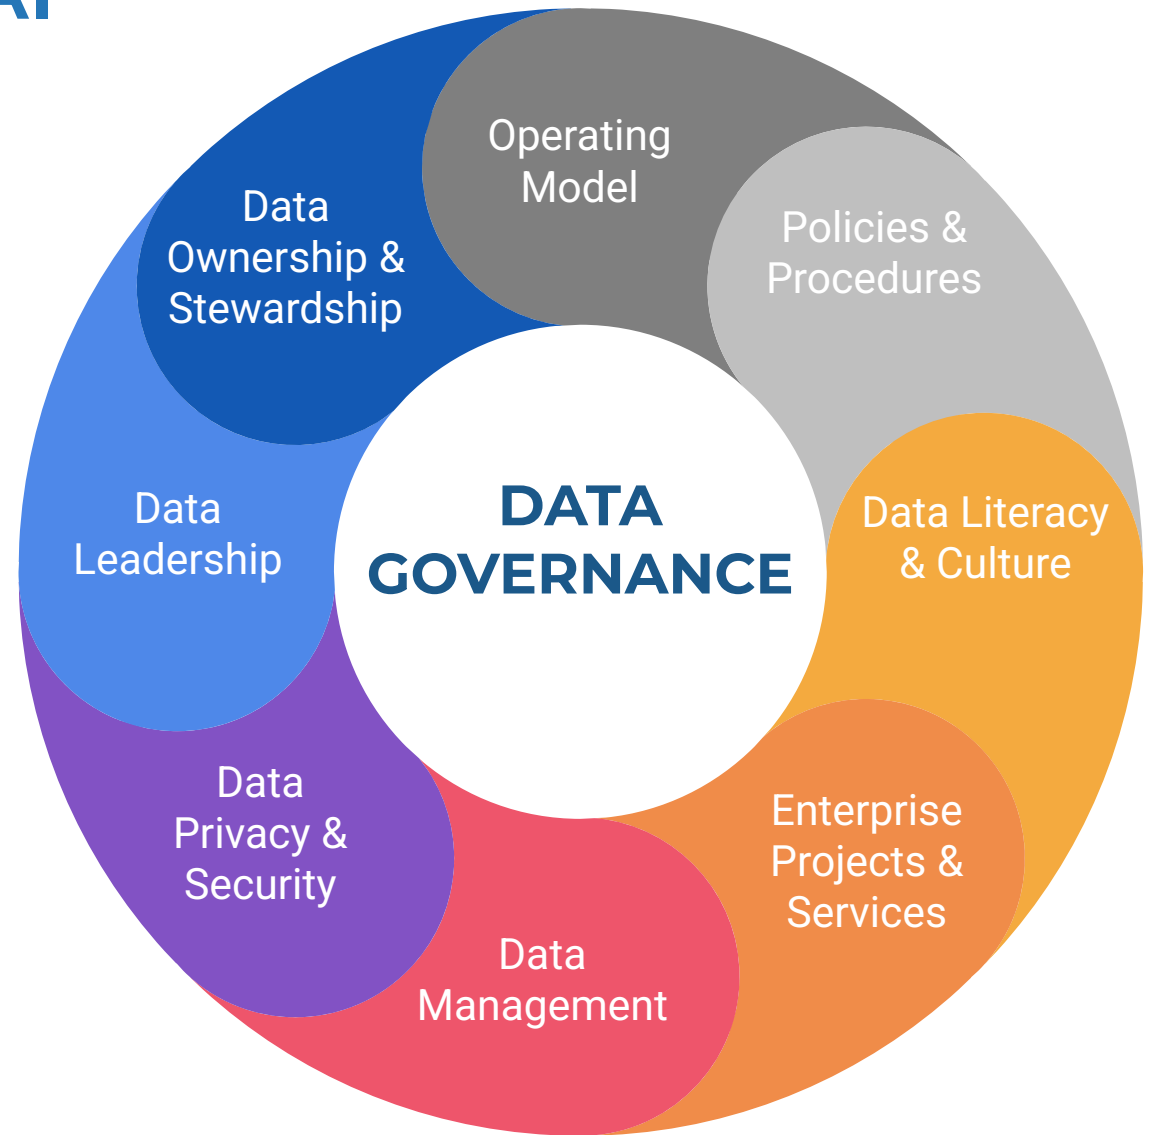 Operating
Model
Policies &
Procedures
Data Literacy
& Culture
Enterprise
Projects &
Services
Data
Management
Data
Privacy &
Security
Data
Leadership
Data
Ownership &
Stewardship
DATA
GOVERNANCE